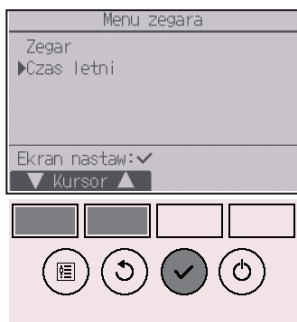 Menu zegara
Zegar
▶Czas letni
Ekran nastaw:✓
▼ Kursor ▲